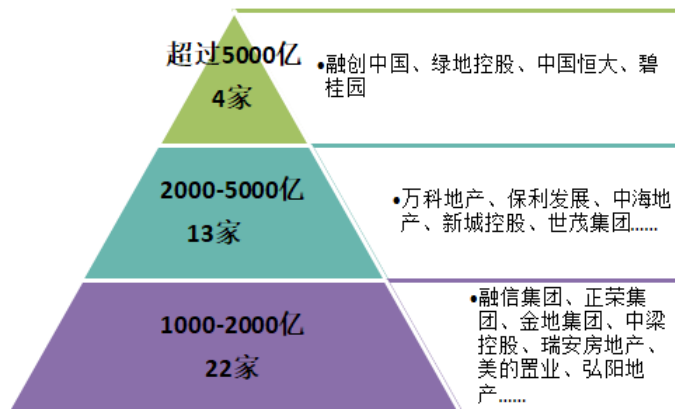 超过5000亿
4家
•融创中国、绿地控股、中国恒大、碧
桂园
2000-5000亿
13家
•万科地产、保利发展、中海地
产、新城控股、世茂集团......
1000-2000亿
22家
•融信集团、正荣集
团、金地集团、中梁
控股、瑞安房地产、
美的置业、弘阳地
产......